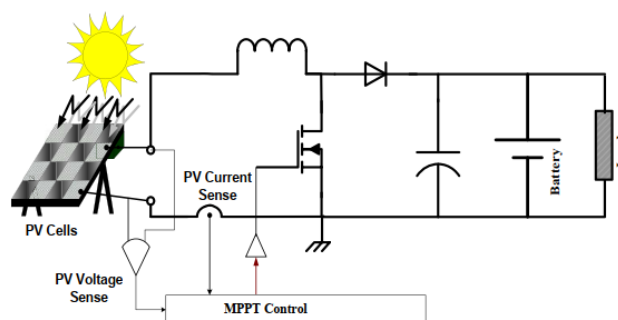 PV Current
Sense
PV Cells
PV Voltage
Sense
Battery
MPPT Control